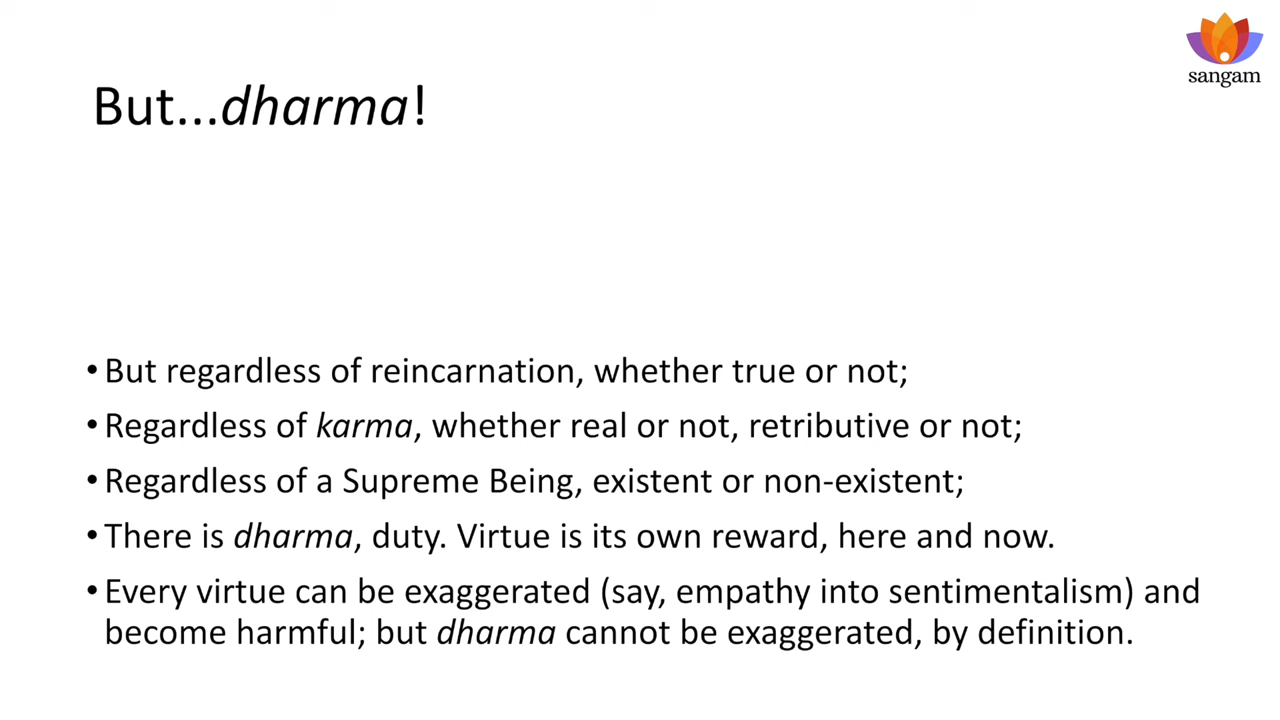 sangam
But...dharma!
• But regardless of reincarnation, whether true or not;
• Regardless of karma, whether real or not, retributive or not;
• Regardless of a Supreme Being, existent or non-existent;
• There is dharma, duty. Virtue is its own reward, here and now.
• Every virtue can be exaggerated (say, empathy into sentimentalism) and
become harmful; but dharma cannot be exaggerated, by definition.